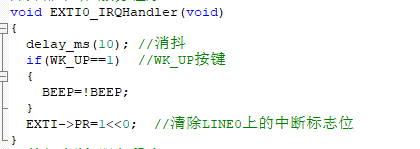 void EXTI0_IRQHandler(void)
{
delay_ms(10); //消抖
if(WK_UP==1) //WK_UP按键
{
BEEP=!BEEP;
}
EXTI->PR=1<<0; //清除LINE0上的中断标志位
}